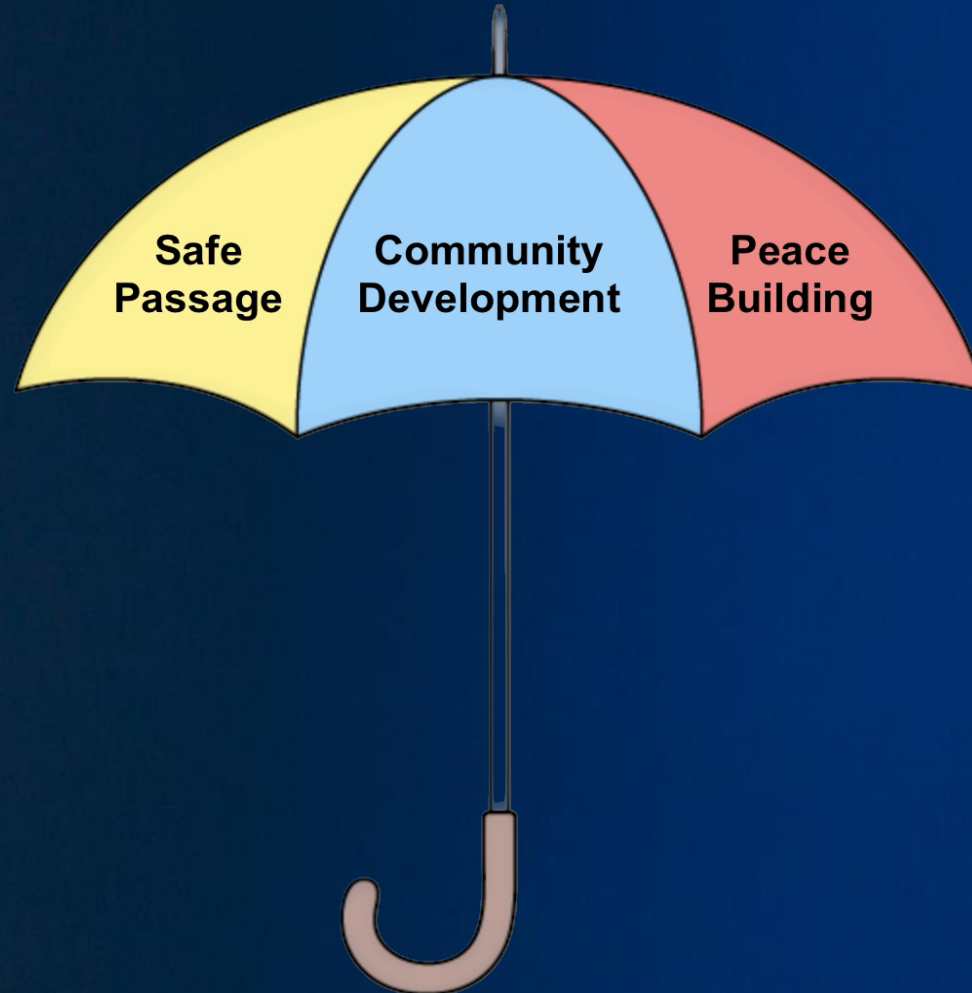 Safe
Passage
Community
Development
Peace
Building